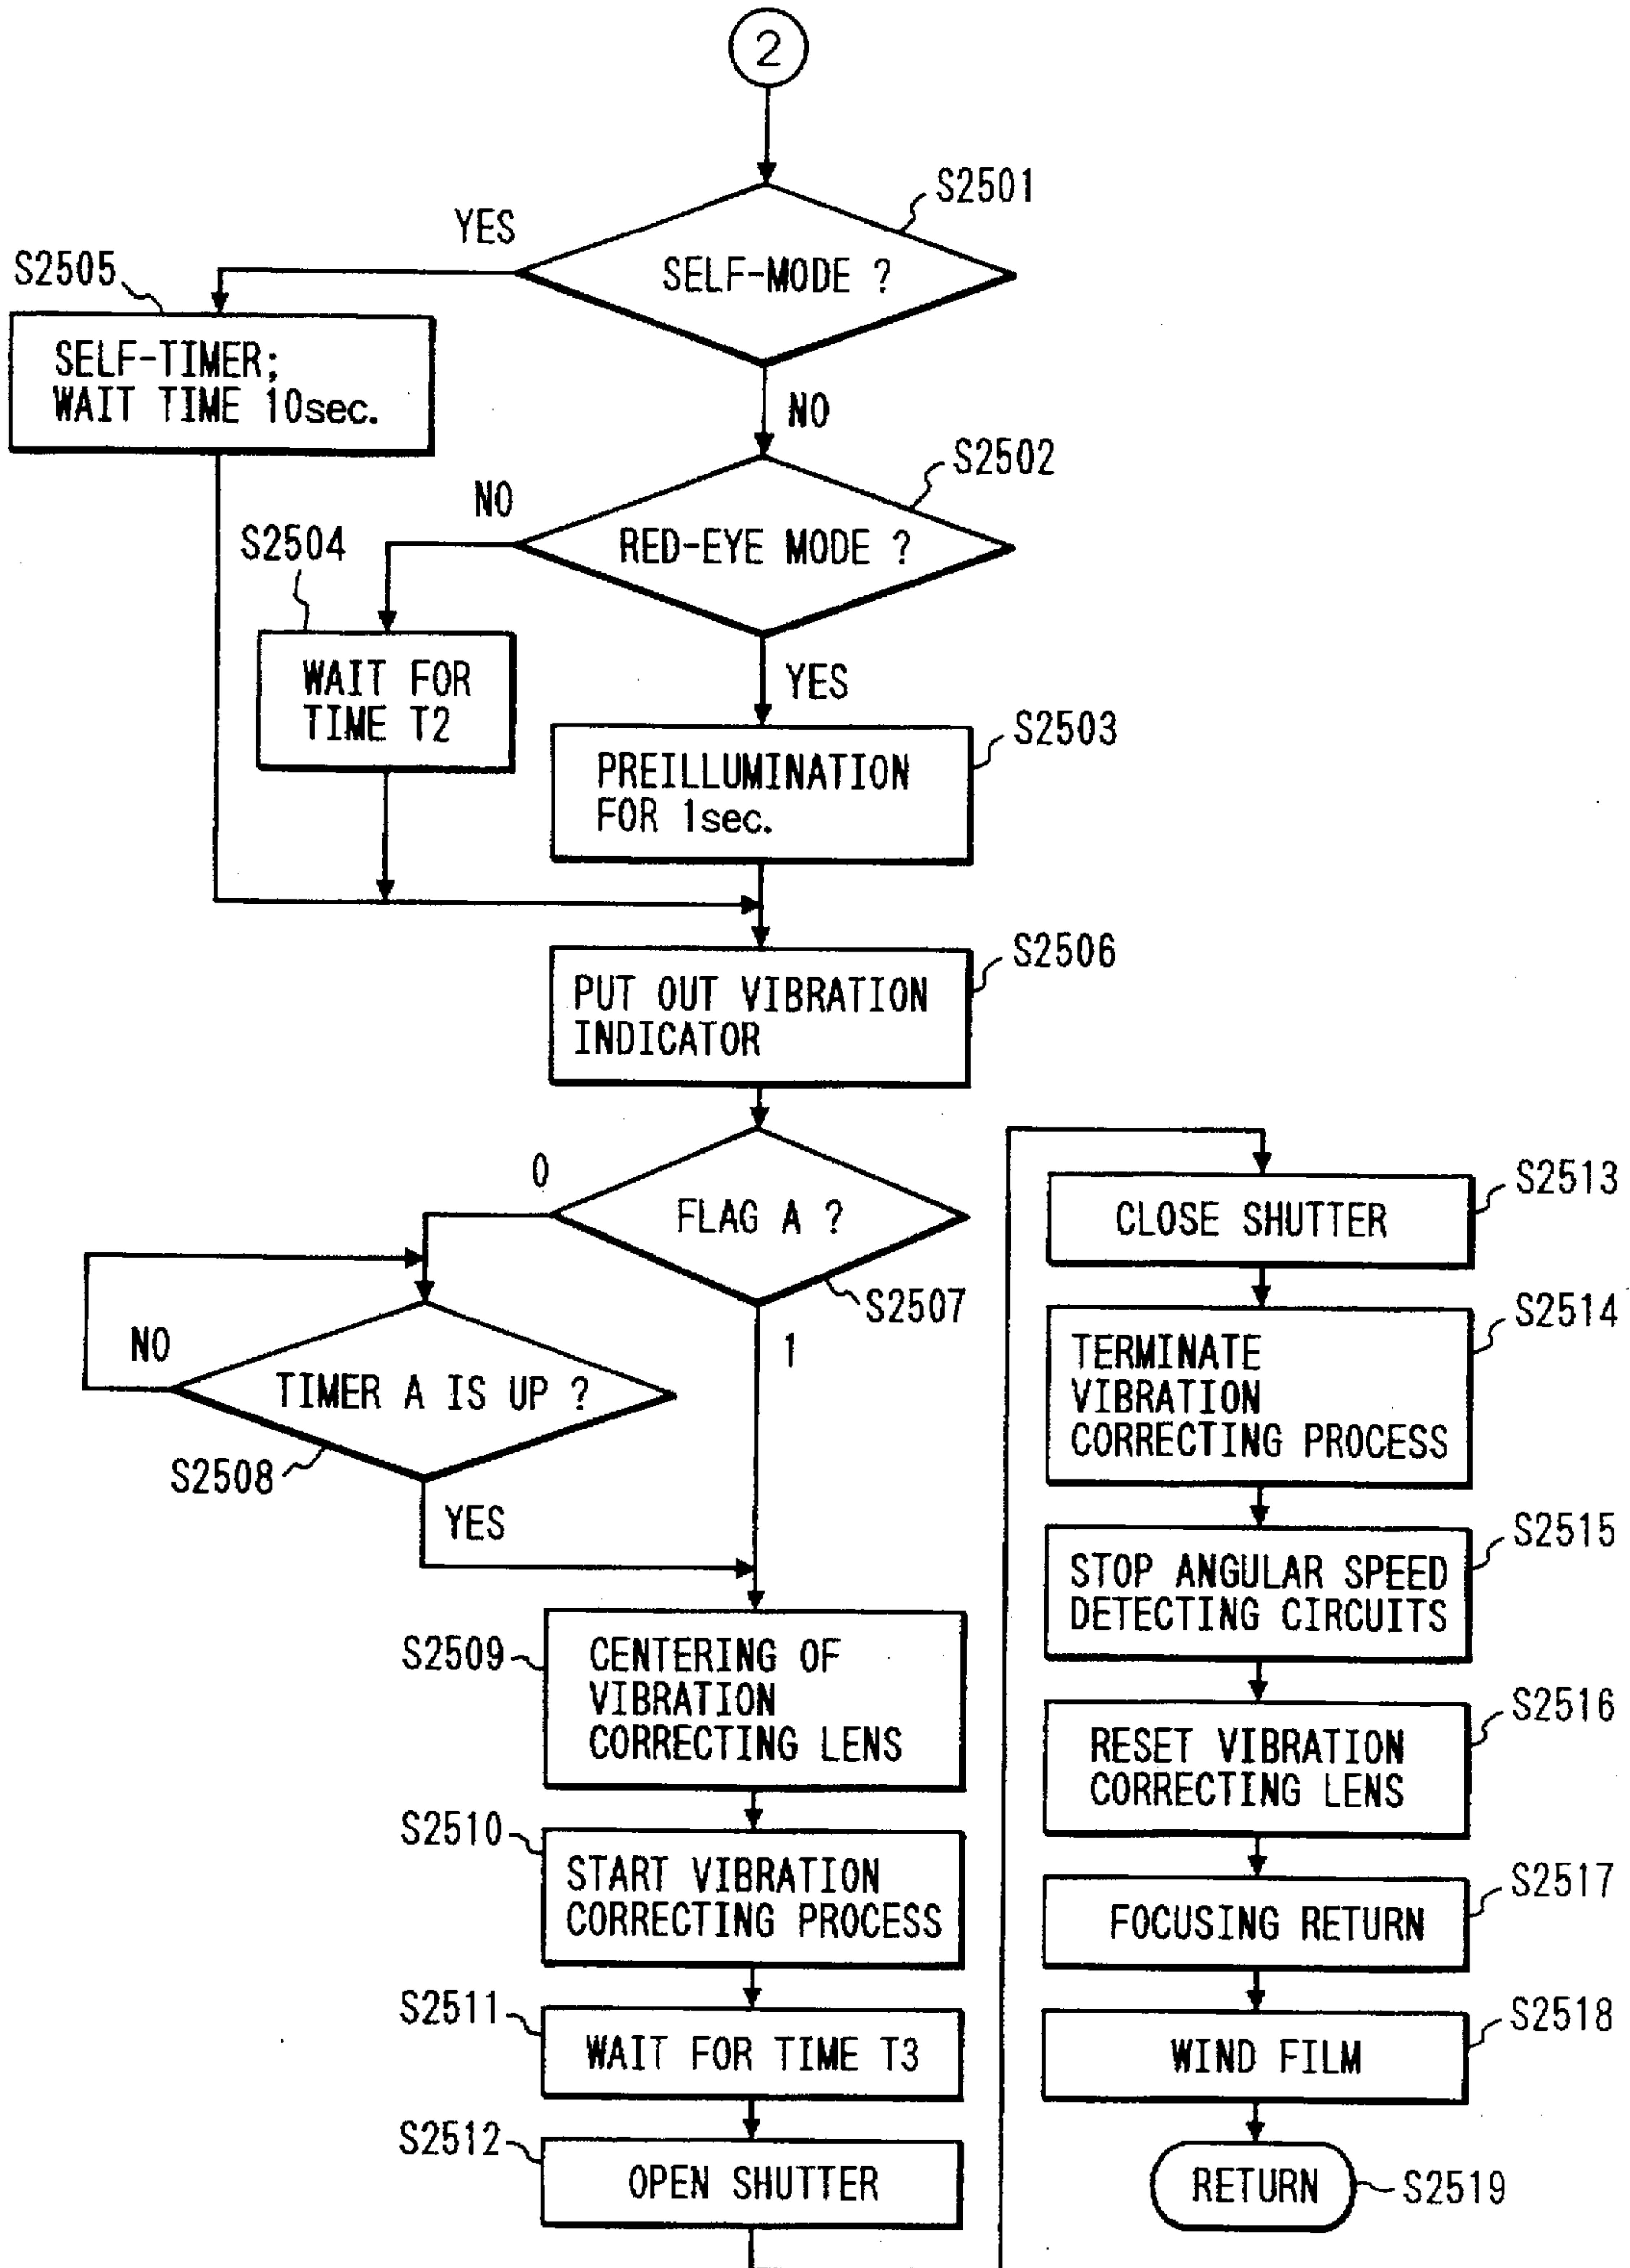 2
S2501
YES
SELF-MODE ?
S2505
SELF-TIMER;
WAIT TIME 10sec.
NO
S2502
NO
RED-EYE MODE ?
S2504
WAIT FOR
TIME T2
YES
S2503
PREILLUMINATION
FOR 1sec.
S2506
PUT OUT VIBRATION
INDICATOR
0
FLAG A ?
S2507
1
NO
TIMER A IS UP ?
S2508
YES
S2509
CENTERING OF
VIBRATION
CORRECTING LENS
S2510
START VIBRATION
CORRECTING PROCESS
S2511
WAIT FOR TIME T3
S2512
OPEN SHUTTER
S2513
CLOSE SHUTTER
S2514
TERMINATE
VIBRATION
CORRECTING PROCESS
S2515
STOP ANGULAR SPEED
DETECTING CIRCUITS
S2516
RESET VIBRATION
CORRECTING LENS
S2517
FOCUSING RETURN
S2518
WIND FILM
RETURN
S2519